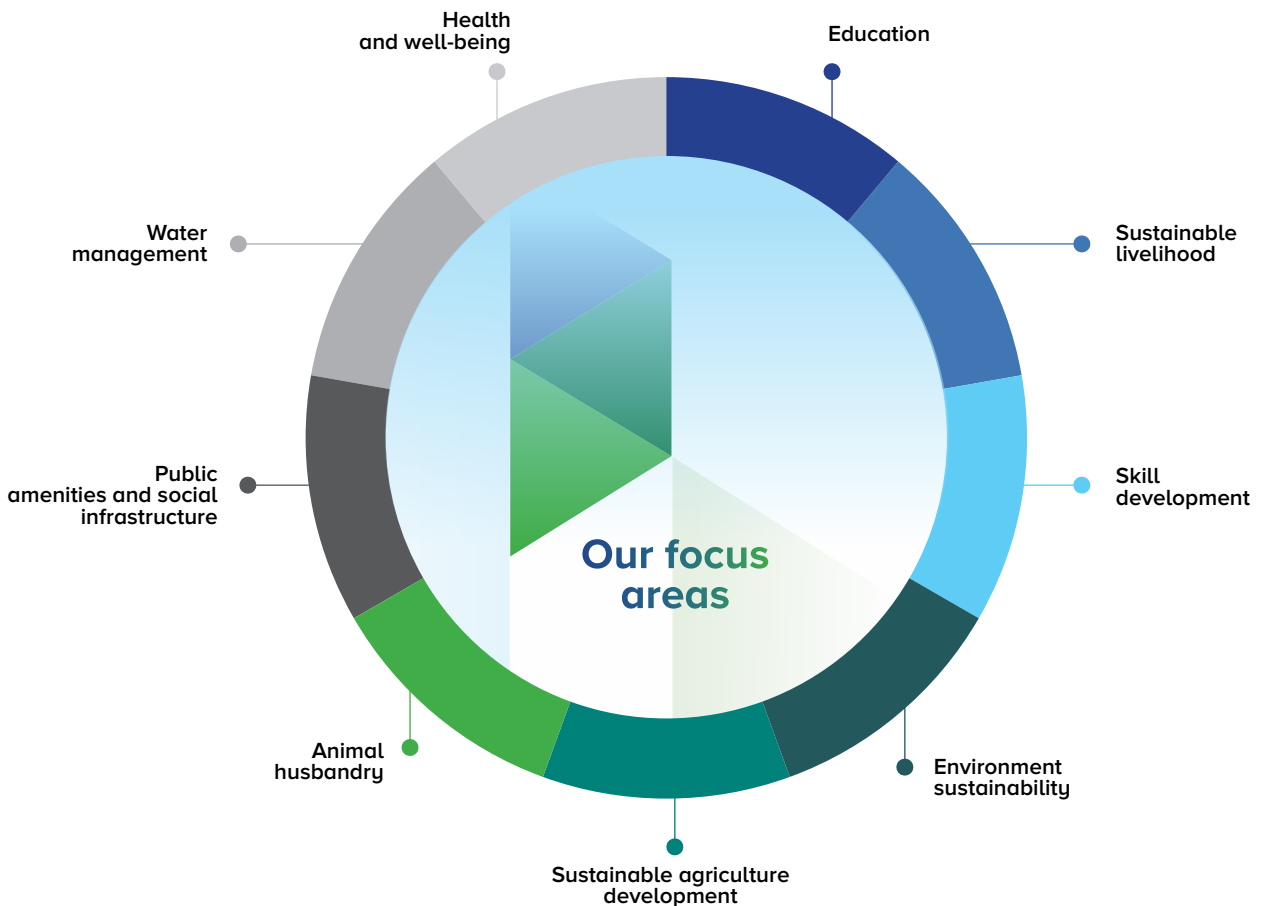 Health
and well-being
Education
Water
management
Sustainable
livelihood
Public
amenities and social
infrastructure
Skill
development
Our focus
areas
Animal
husbandry
Environment
sustainability
Sustainable agriculture
development